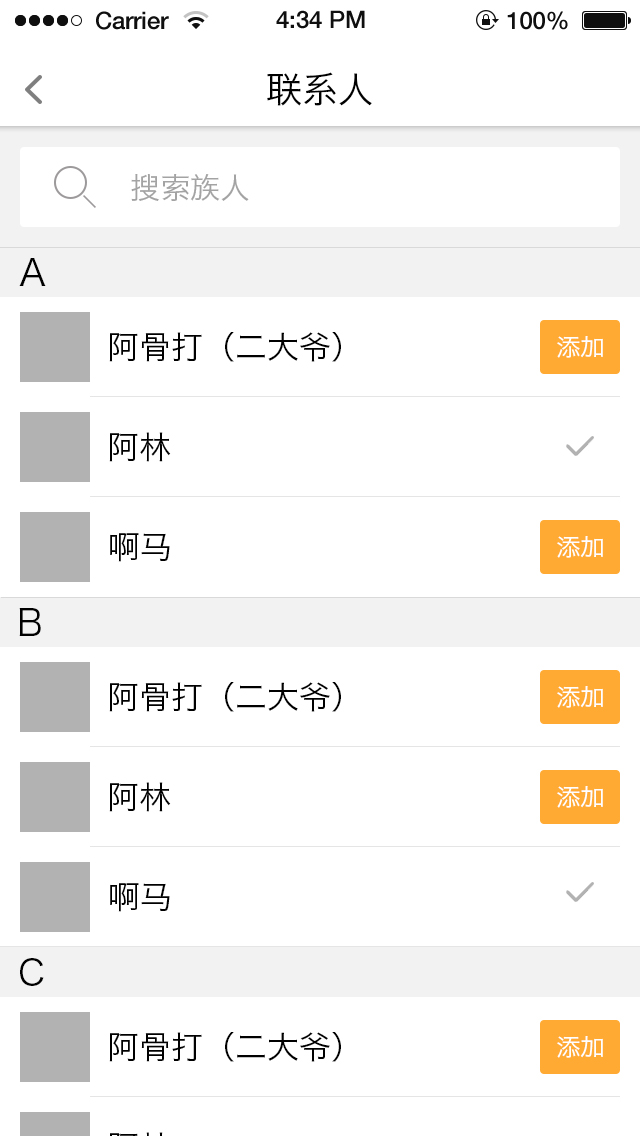 Carrier 4:34 PM 100%
联系人
搜索族人
A
阿骨打（二大爷） 添加
阿林
啊马 添加
B
阿骨打（二大爷） 添加
阿林 添加
啊马
C
阿骨打（二大爷） 添加